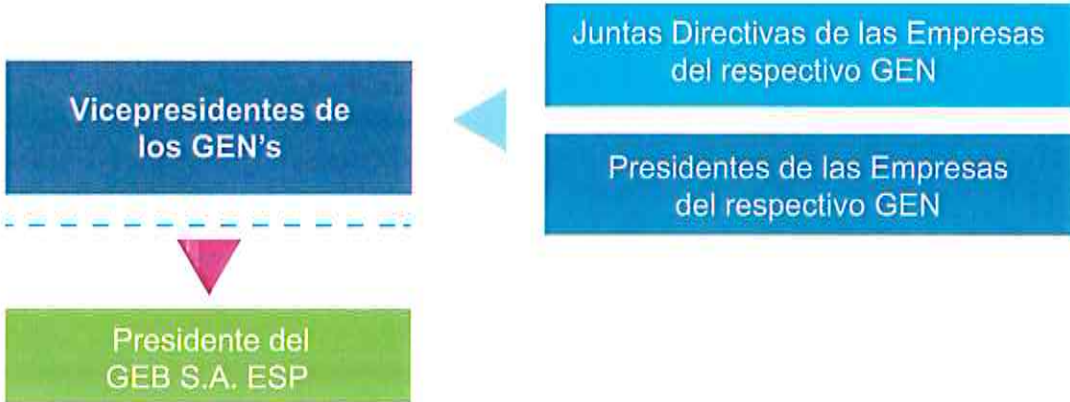 Vicepresidentes de
los GEN's
Juntas Directivas de las Empresas
del respectivo GEN
Presidentes de las Empresas
del respectivo GEN
Presidente del
GEB S.A. ESP